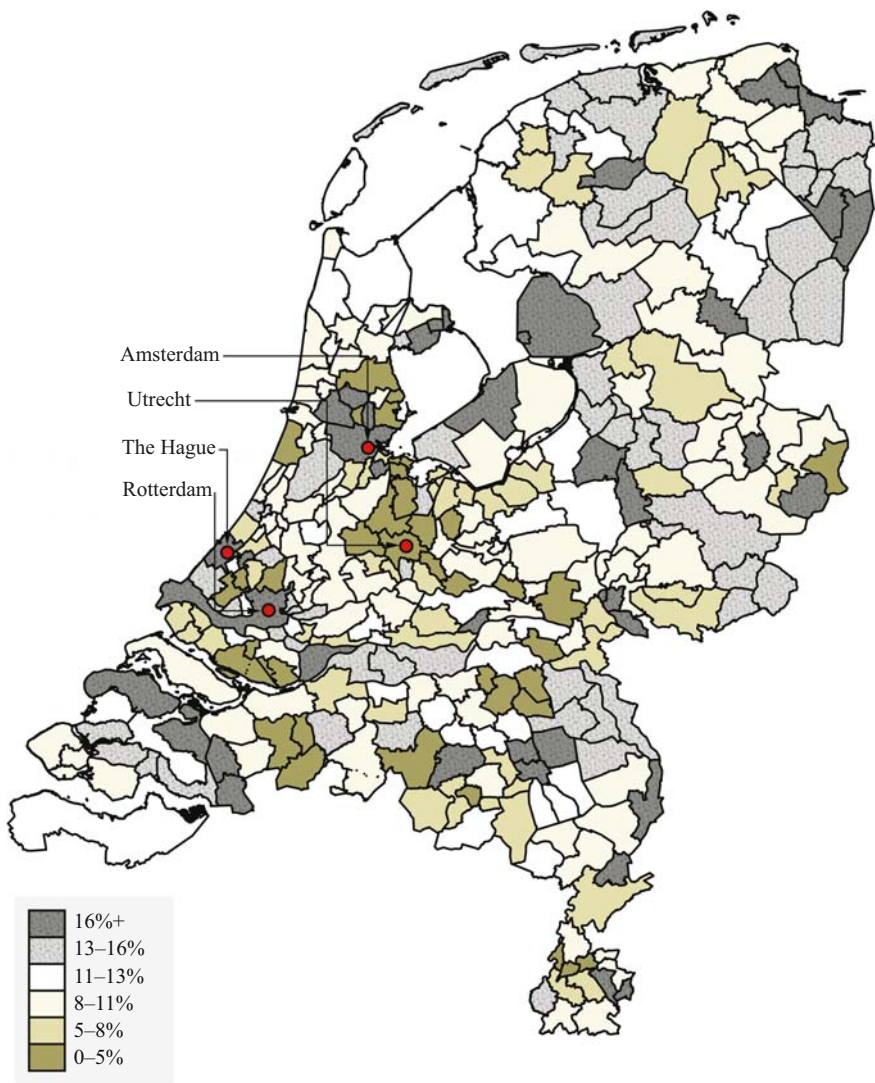 Amsterdam
Utrecht
The Hague
Rotterdam
16%+
13–16%
11–13%
8–11%
5–8%
0–5%